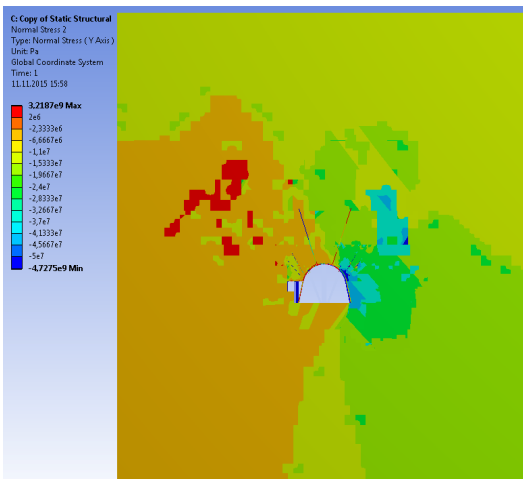 C: Copy of Static Structural
Normal Stress 2
Type: Normal Stress ( Y Axis )
Unit: Pa
Global Coordinate System
Time: 1
11.11.2015 15:58
3,2187e9 Max
2e6
-2,3333e6
-6,6667e6
-1,1e7
-1,5333e7
-1,9667e7
-2,4e7
-2,8333e7
-3,2667e7
-3,7e7
-4,1333e7
-4,5667e7
-5e7
-4,7275e9 Min